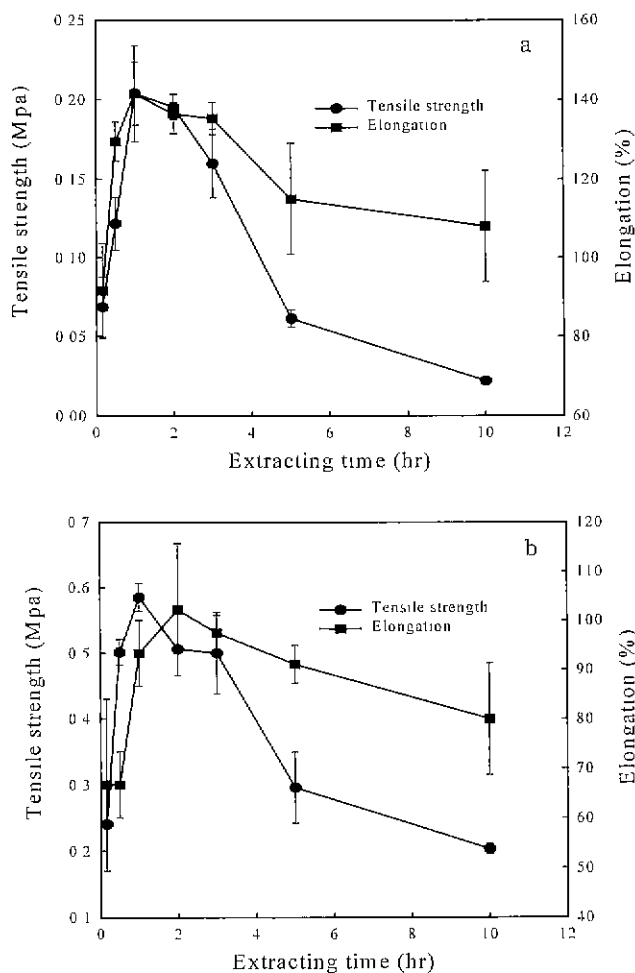 a
0.25
0.20
0.15
0.10
0.05
0.00
160
140
120
100
80
60
Tensile strength
Elongation
Tensile strength (Mpa)
Elongation (%)
0 2 4 6 8 10 12
Extracting time (hr)
b
0 7
0.6
0.5
0.4
0.3
0.2
0.1
120
110
100
90
80
70
60
50
40
Tensile strength
Elongation
Tensile strength (Mpa)
Elongation (%)
0 2 4 6 8 10 12
Extracting time (hr)